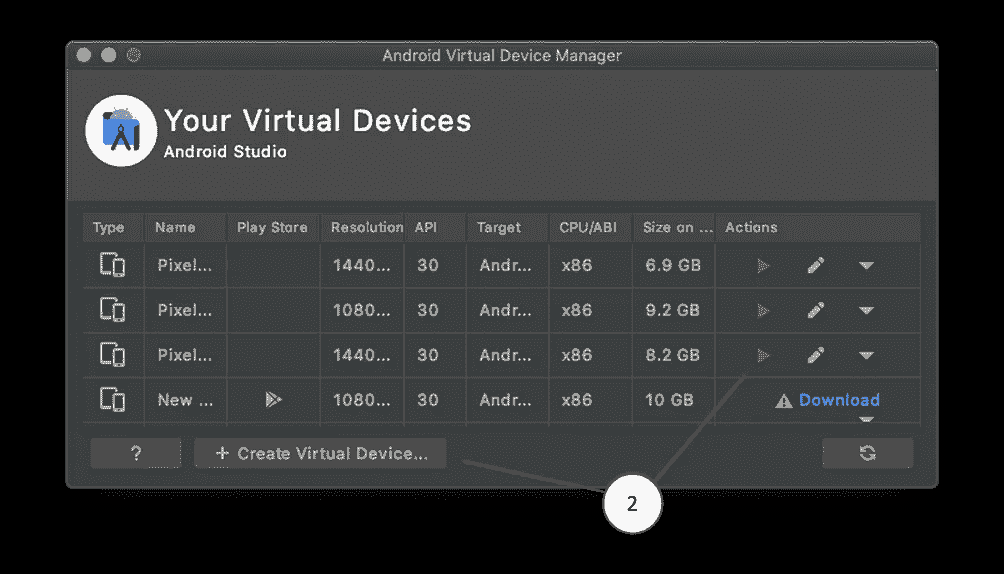 Android Virtual Device Manager
Your Virtual Devices
Android Studio
Type Name Play Store Resolution API Target CPU/ABI Size on ... Actions
Pixel... 1440... 30 Andr... x86 6.9 GB
Pixel... 1080... 30 Andr... x86 9.2 GB
Pixel... 1440... 30 Andr... x86 8.2 GB
New ... 1080... 30 Andr... x86 10 GB Download
? + Create Virtual Device...
2